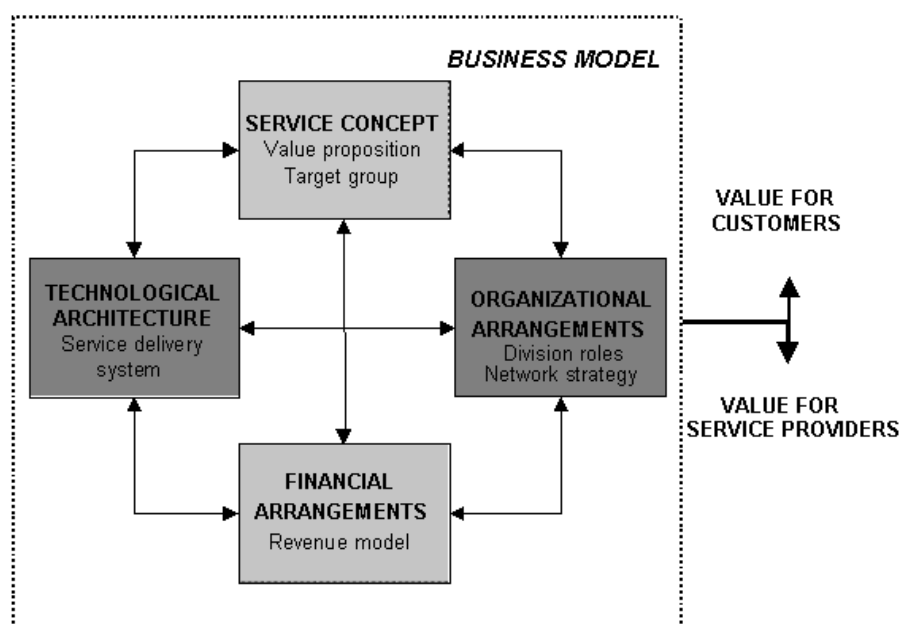 BUSINESS MODEL
SERVICE CONCEPT
Value proposition
Target group
TECHNOLOGICAL
ARCHITECTURE
Service delivery
system
ORGANIZATIONAL
ARRANGEMENTS
Division roles
Network strategy
FINANCIAL
ARRANGEMENTS
Revenue model
VALUE FOR
CUSTOMERS
VALUE FOR
SERVICE PROVIDERS